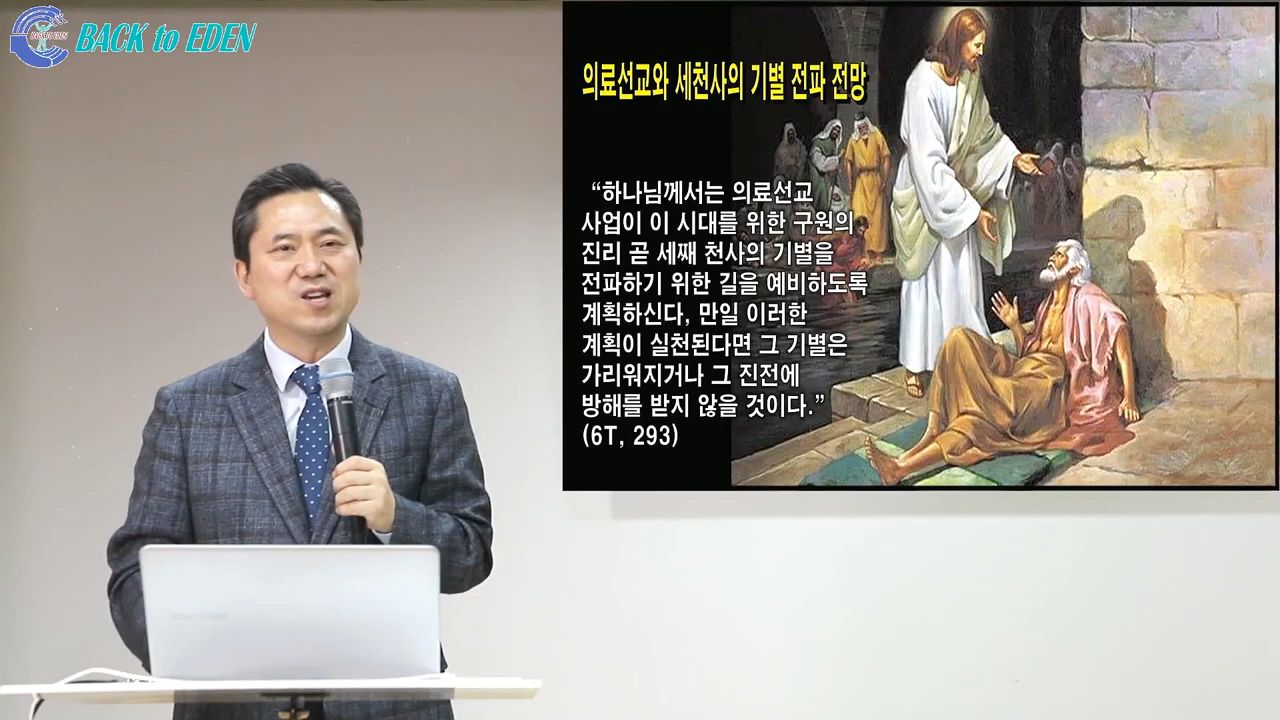 BACK to EDEN
의료선교와 세천사의 기별 전파 전망
“하나님께서는 의료선교
사업이 이 시대를 위한 구원의
진리 곧 세째 천사의 기별을
전파하기 위한 길을 예비하도록
계획하신다, 만일 이러한
계획이 실천된다면 그 기별은
가리워지거나 그 진전에
방해를 받지 않을 것이다.”
(6T, 293)